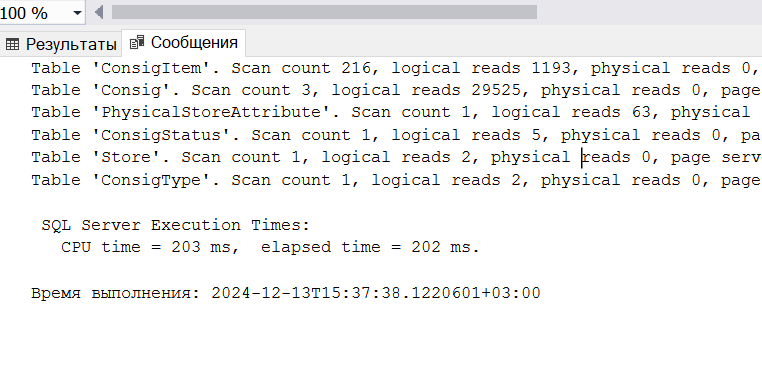 100 %
Результаты Сообщения
Table 'ConsigItem'. Scan count 216, logical reads 1193, physical reads 0,
Table 'Consig'. Scan count 3, logical reads 29525, physical reads 0, page
Table 'PhysicalStoreAttribute'. Scan count 1, logical reads 63, physical
Table 'ConsigStatus'. Scan count 1, logical reads 5, physical reads 0, pa
Table 'Store'. Scan count 1, logical reads 2, physical reads 0, page serv
Table 'ConsigType'. Scan count 1, logical reads 2, physical reads 0, page
SQL Server Execution Times:
CPU time = 203 ms,  elapsed time = 202 ms.
Время выполнения: 2024-12-13T15:37:38.1220601+03:00